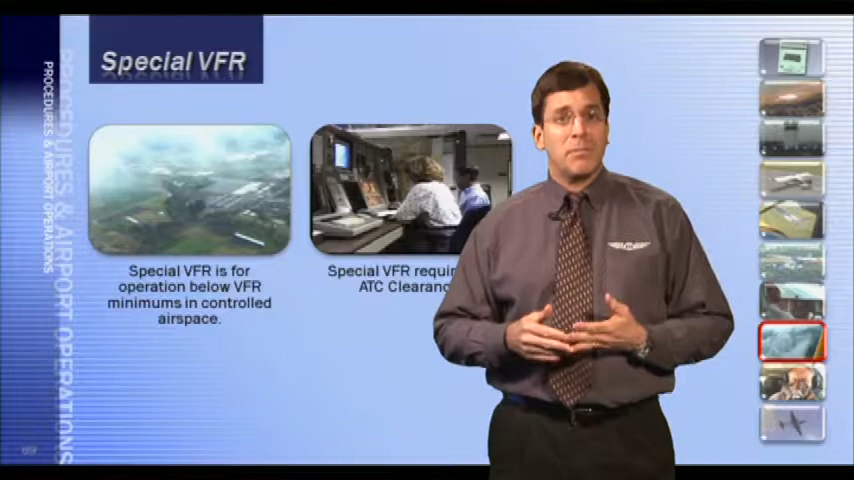 Special VFR
PROCEDURES & AIRPORT OPERATIONS
PROCEDURES & AIRPORT OPERATIONS
Special VFR is for
operation below VFR
minimums in controlled
airspace.
Special VFR requir
ATC Clearanc